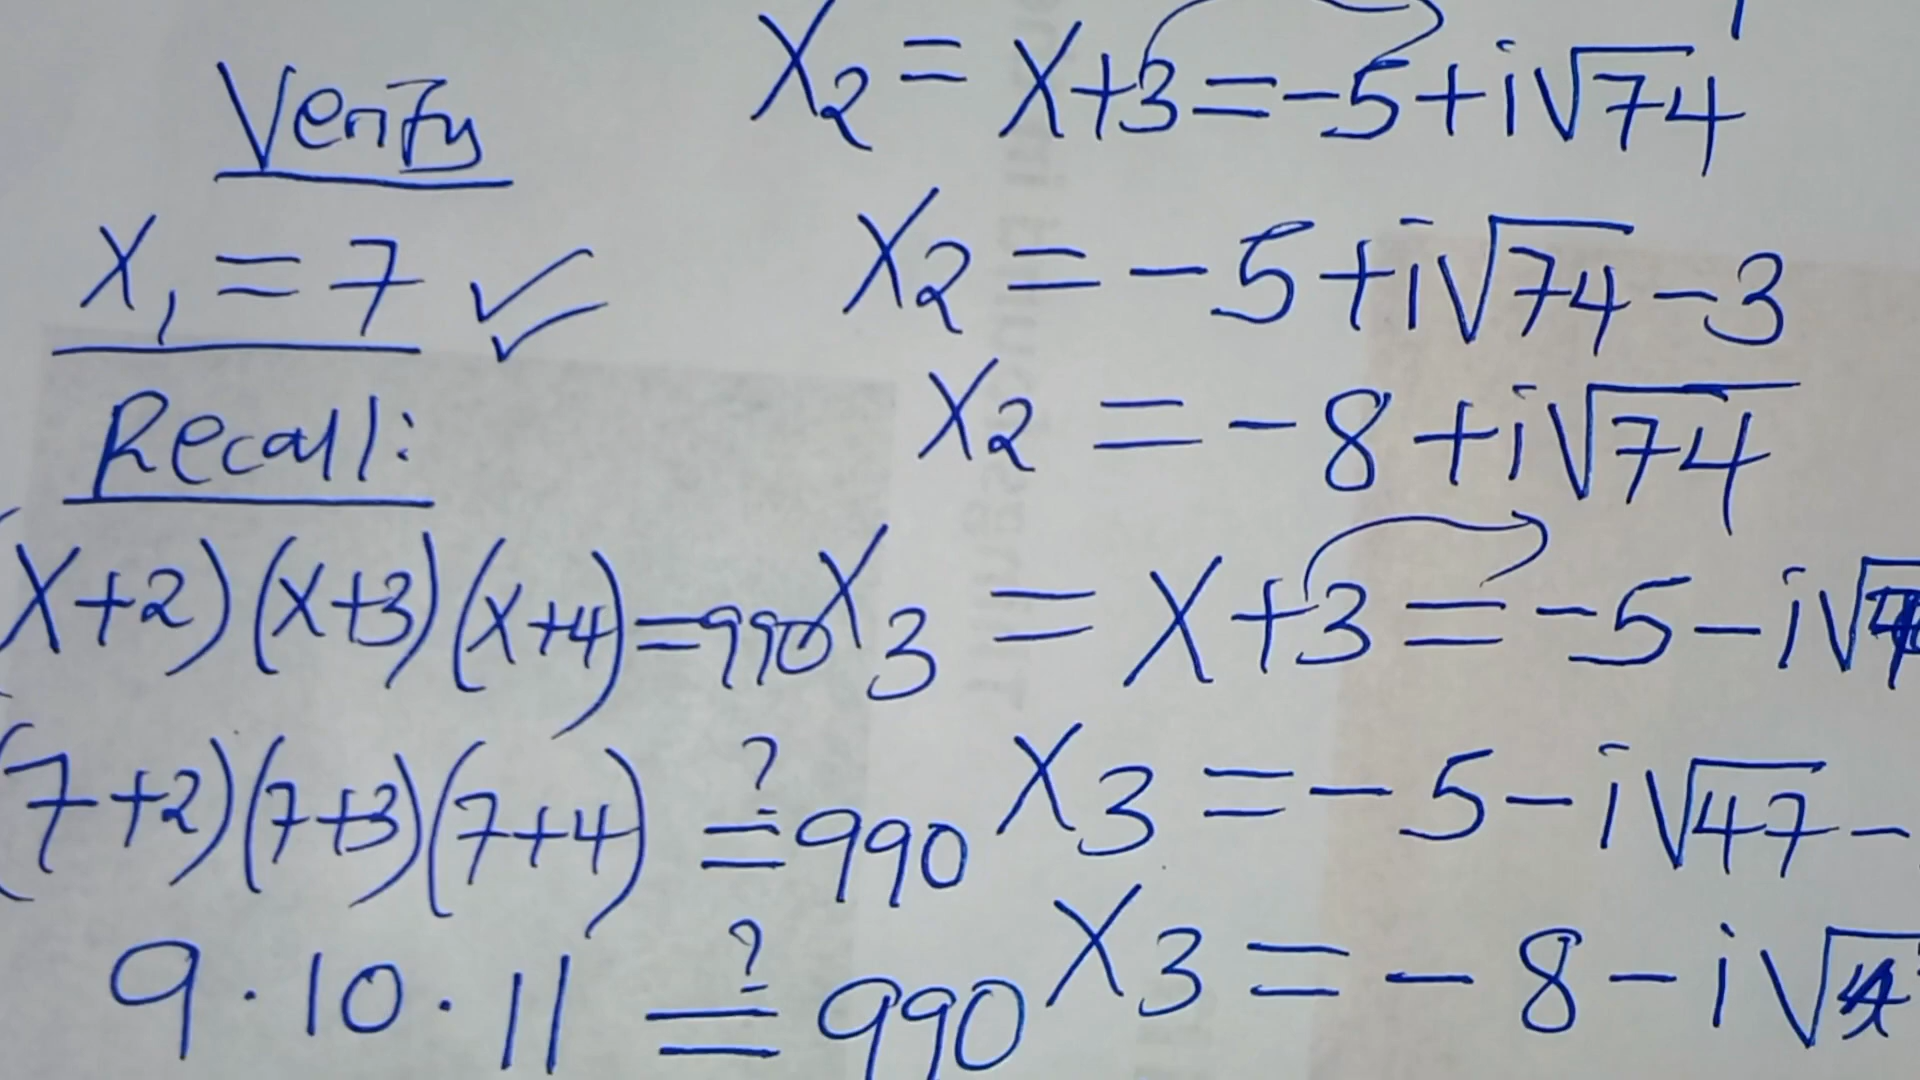 Verify
x₁ = 7 ✓
Recall:
(x+2)(x+3)(x+4)=990
(7+2)(7+3)(7+4) ≟ 990
9·10·11 ≟ 990
x₂ = x+3 = -5+i√74
x₂ = -5+i√74-3
x₂ = -8+i√74
x₃ = x+3 = -5-i√
x₃ = -5-i√47-
x₃ = -8-i√